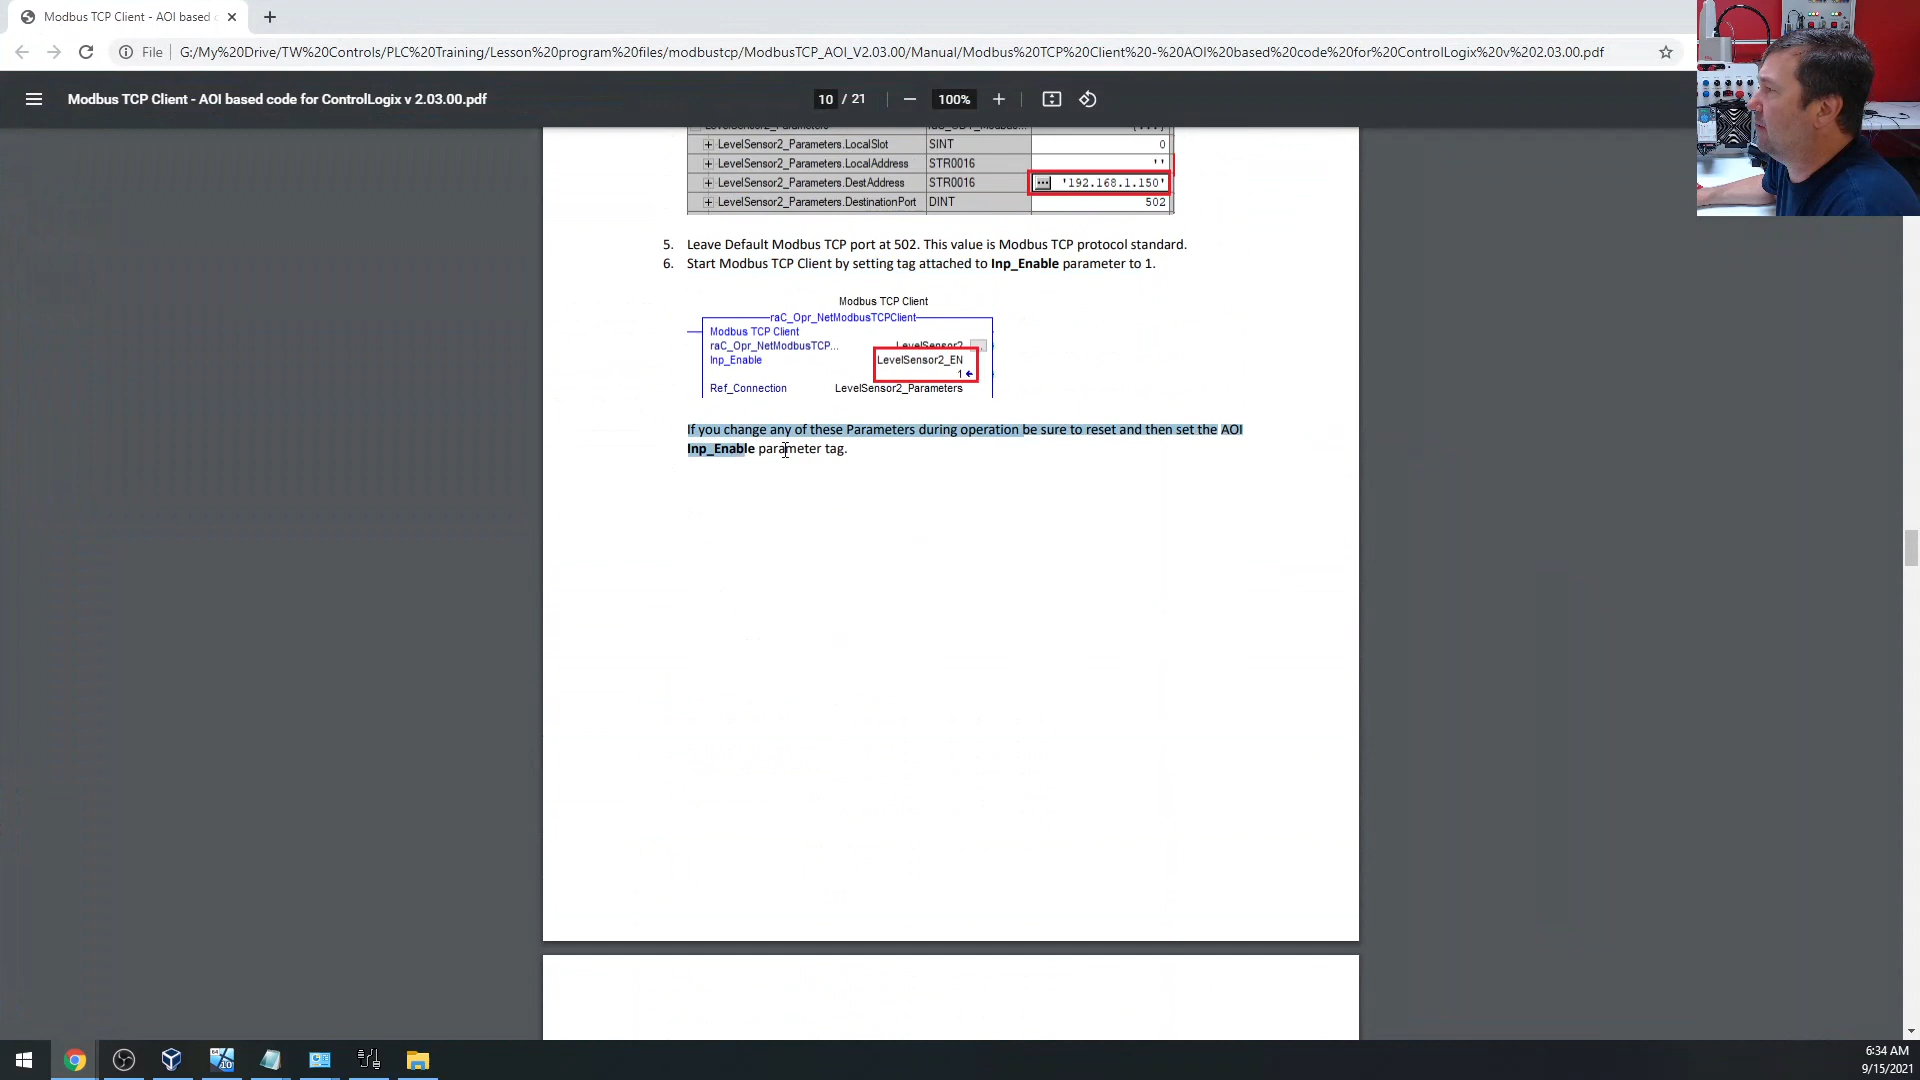 Modbus TCP Client - AOI based c
File G:/My%20Drive/TW%20Controls/PLC%20Training/Lesson%20program%20files/modbustcp/ModbusTCP_AOI_V2.03.00/Manual/Modbus%20TCP%20Client%20-%20AOI%20based%20code%20for%20ControlLogix%20v%202.03.00.pdf
Modbus TCP Client - AOI based code for ControlLogix v 2.03.00.pdf 10 / 21 100%
LevelSensor2_Parameters.LocalSlot SINT 0
LevelSensor2_Parameters.LocalAddress STR0016 ''
LevelSensor2_Parameters.DestAddress STR0016 '192.168.1.150'
LevelSensor2_Parameters.DestinationPort DINT 502
5. Leave Default Modbus TCP port at 502. This value is Modbus TCP protocol standard.
6. Start Modbus TCP Client by setting tag attached to Inp_Enable parameter to 1.
Modbus TCP Client
raC_Opr_NetModbusTCPClient
Modbus TCP Client
raC_Opr_NetModbusTCP... LevelSensor2 ...
Inp_Enable LevelSensor2_EN
1
Ref_Connection LevelSensor2_Parameters
If you change any of these Parameters during operation be sure to reset and then set the AOI
Inp_Enable parameter tag.
6:34 AM
9/15/2021